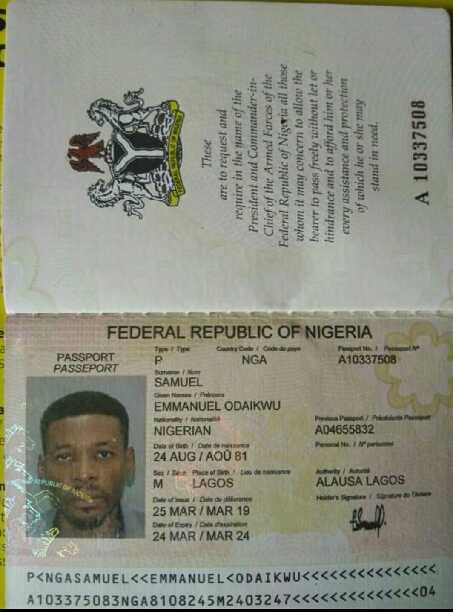 These
are to request and
require in the name of the
President and Commander-in-
Chief of the Armed Forces of the
Federal Republic of Nigeria all those
whom it may concern to allow the
bearer to pass freely without let or
hindrance and to afford him or her
every assistance and protection
of which he or she may
stand in need.
A 10337508
FEDERAL REPUBLIC OF NIGERIA
PASSPORT
PASSEPORT
Type / Type Country Code / Code du pays Passport No. / Passeport N°
P NGA A10337508
Surname / Nom
SAMUEL
Given Names / Prénoms
EMMANUEL ODAIKWU
Nationality / Nationalité Previous Passport / Précédents Passeport
NIGERIAN A04655832
Date of Birth / Date de naissance Personal No. / N° personnel
24 AUG / AOÛ 81
Sex / Sexe Place of Birth / Lieu de naissance Authority / Autorité
M LAGOS ALAUSA LAGOS
Date of Issue / Date de délivrance Holder's Signature / Signature du titulaire
25 MAR / MAR 19
Date of Expiry / Date d'expiration
24 MAR / MAR 24
P<NGASAMUEL<<EMMANUEL<ODAIKWU<<<<<<<<<<<<<<<
A103375083NGA8108245M2403247<<<<<<<<<<<<<<04